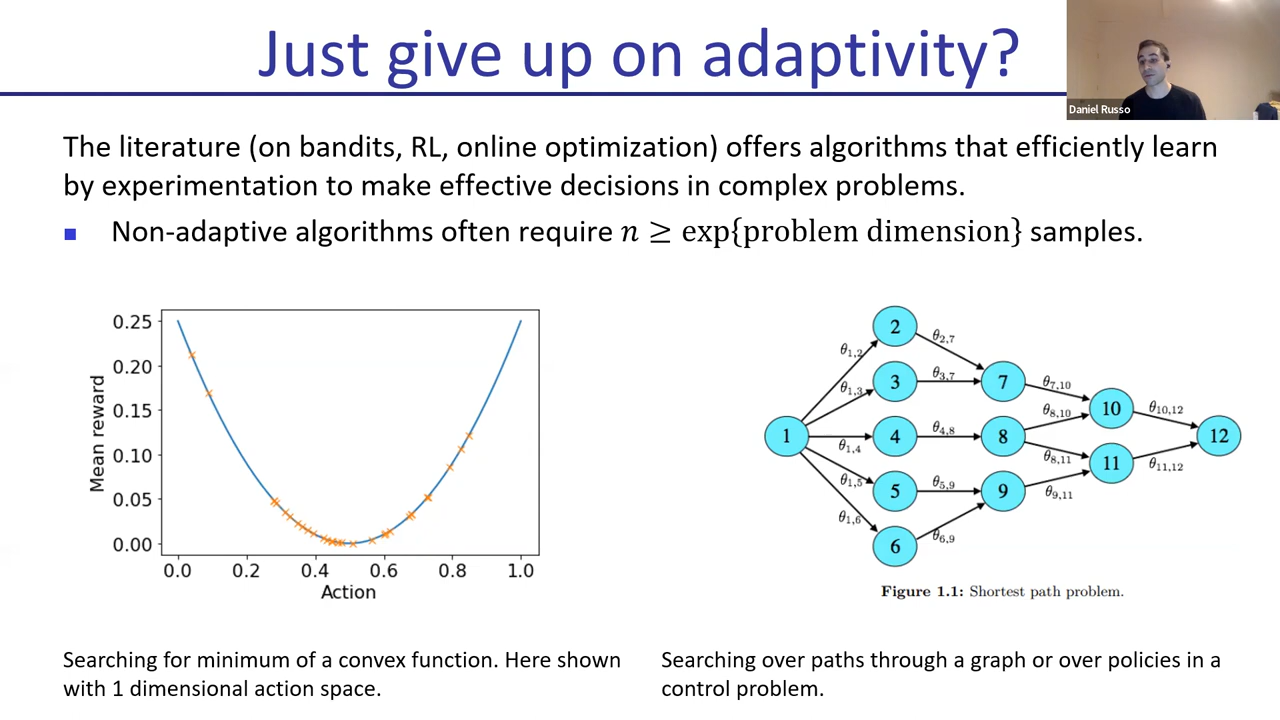 Just give up on adaptivity?
Daniel Russo
The literature (on bandits, RL, online optimization) offers algorithms that efficiently learn
by experimentation to make effective decisions in complex problems.
Non-adaptive algorithms often require n ≥ exp{problem dimension} samples.
0.25
0.20
0.15
0.10
0.05
0.00
Mean reward
0.0 0.2 0.4 0.6 0.8 1.0
Action
1
2
3
4
5
6
7
8
9
10
11
12
θ1,2
θ1,3
θ1,4
θ1,5
θ1,6
θ2,7
θ3,7
θ4,8
θ5,9
θ6,9
θ7,10
θ8,10
θ8,11
θ9,11
θ10,12
θ11,12
Figure 1.1: Shortest path problem.
Searching for minimum of a convex function. Here shown
with 1 dimensional action space.
Searching over paths through a graph or over policies in a
control problem.